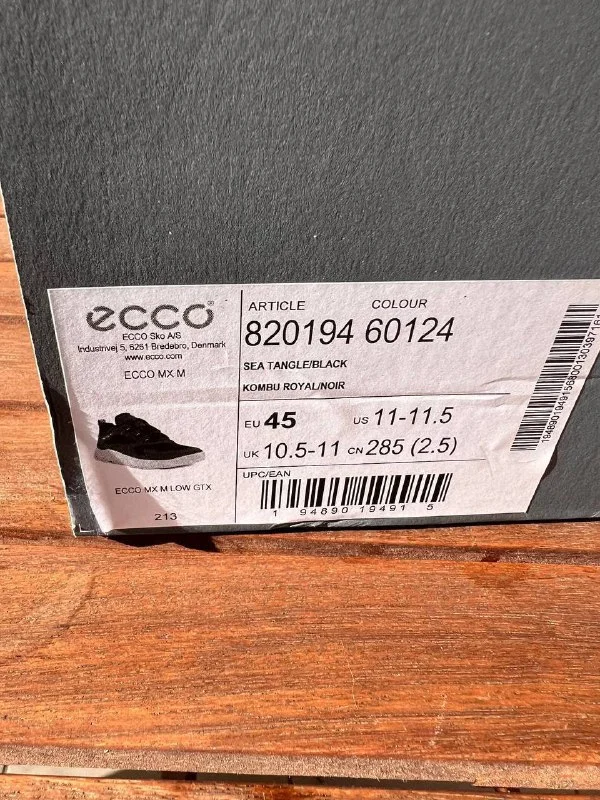 ecco®
ECCO Sko A/S
Industrivej 5, 6261 Bredebro, Denmark
www.ecco.com
ECCO MX M
ECCO MX M LOW GTX
213
ARTICLE COLOUR
820194 60124
SEA TANGLE/BLACK
KOMBU ROYAL/NOIR
EU 45 US 11-11.5
UK 10.5-11 CN 285 (2.5)
UPC/EAN
1 94890 19491 5